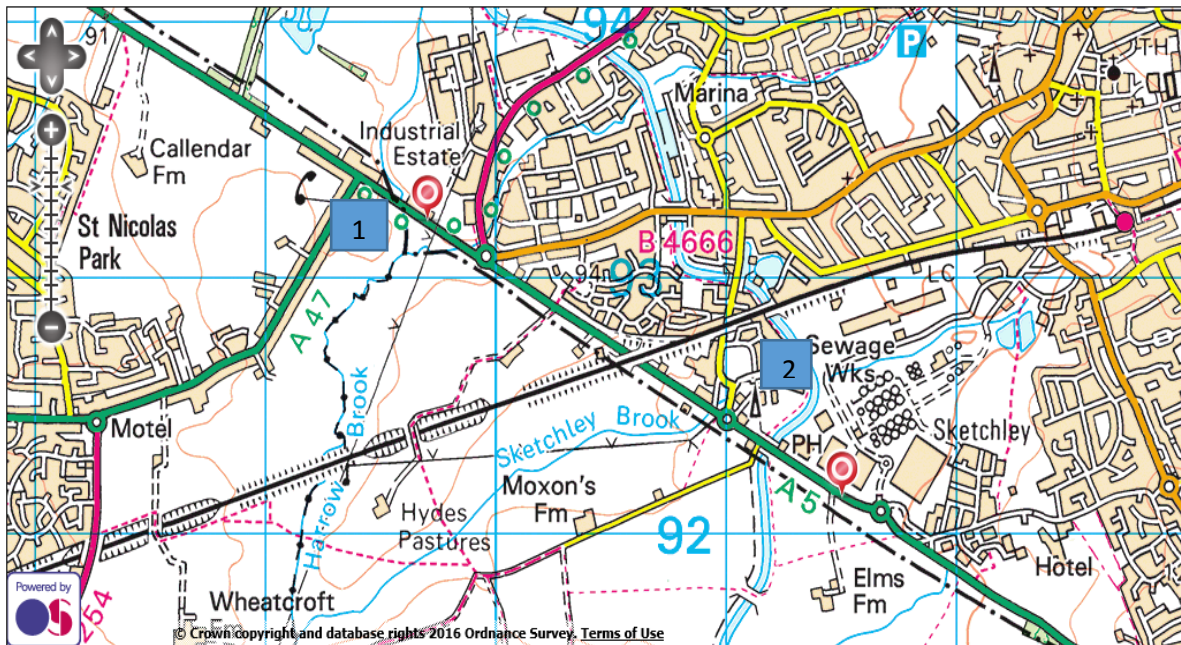 94
91
P
TH
Marina
Industrial
Estate
Callendar
Fm
St Nicolas
Park
1
B 4666
94
93
LC
A 47
2
Sewage
Wks
Motel
Brook
Harrow
Sketchley Brook
PH
Sketchley
A 5
Moxon's
Fm
92
Hydes
Pastures
Elms
Fm
Hotel
Wheatcroft
Fm
254
Powered by
OS
© Crown copyright and database rights 2016 Ordnance Survey. Terms of Use